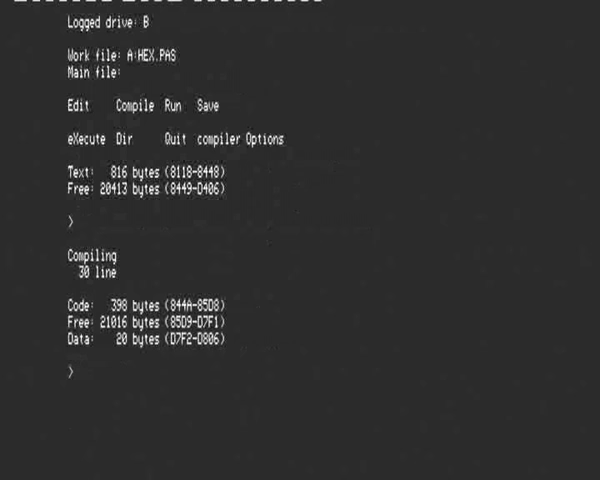 Logged drive: B
Work file: A:HEX.PAS
Main file:
Edit Compile Run Save
eXecute Dir Quit compiler Options
Text: 816 bytes (8118-8448)
Free: 20413 bytes (8449-D406)
>
Compiling
30 line
Code: 398 bytes (844A-85D8)
Free: 21016 bytes (85D9-D7F1)
Data: 20 bytes (D7F2-D806)
>